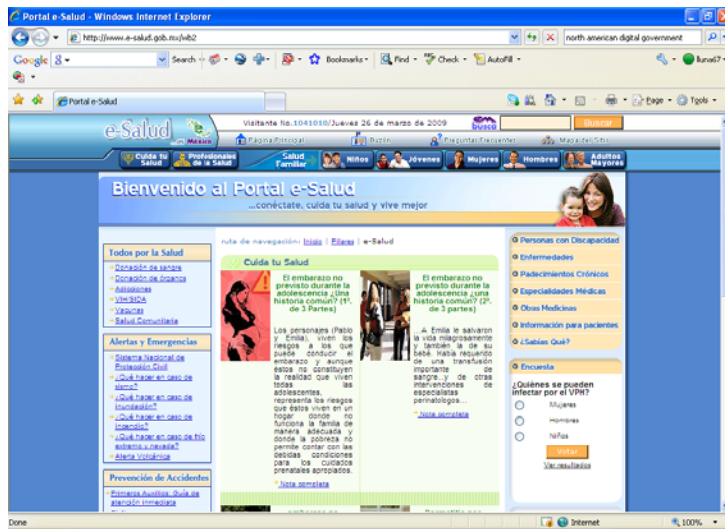 Portal e-Salud - Windows Internet Explorer
http://www.e-salud.gob.mx/wb2
north american digital government
Google
Search
Bookmarks
Find
Check
AutoFill
lluna67
Portal e-Salud
Page
Tools
e-Salud
en México
Visitante No.1041010/Jueves 26 de marzo de 2009
busca
Buscar
Página Principal
Buzón
Preguntas Frecuentes
Mapa del Sitio
Cuida tu Salud
Profesionales de la Salud
Salud Familiar
Niños
Jóvenes
Mujeres
Hombres
Adultos Mayores
Bienvenido al Portal e-Salud
...conéctate, cuida tu salud y vive mejor
Todos por la Salud
Donación de sangre
Donación de órganos
Adicciones
VIH/SIDA
Vacunas
Salud Comunitaria
Alertas y Emergencias
Sistema Nacional de
Protección Civil
¿Qué hacer en caso de
sismo?
¿Qué hacer en caso de
inundación?
¿Qué hacer en caso de
incendio?
¿Qué hacer en caso de frío
extremo y nevada?
Alerta Volcánica
Prevención de Accidentes
Primeros Auxilios: Guía de
atención inmediata
ruta de navegación: Inicio | Pilares | e-Salud
Cuida tu Salud
El embarazo no
previsto durante la
adolescencia ¿Una
historia común? (1ª.
de 3 Partes)
Los personajes (Pablo
y Emilia), viven los
riesgos a los que
puede conducir el
embarazo y aunque
éstos no constituyen
la realidad que viven
todas las
adolescentes,
representa los riesgos
que éstos viven en un
hogar donde no
funciona la familia de
manera adecuada y
donde la pobreza no
permite contar con las
debidas condiciones
para los cuidados
prenatales apropiados.
Nota completa
El embarazo no
previsto durante la
adolescencia ¿una
historia común? (2ª.
de 3 Partes)
...A Emilia le salvaron
la vida milagrosamente
y también la de su
bebé. Había requerido
de una transfusión
importante de
sangre..y de otras
intervenciones de
especialistas
perinatólogos...
Nota completa
Personas con Discapacidad
Enfermedades
Padecimientos Crónicos
Especialidades Médicas
Obras Medicinas
Información para pacientes
¿Sabías Qué?
Encuesta
¿Quiénes se pueden
infectar por el VPH?
Mujeres
Hombres
Niños
Votar
Ver resultados
Done
Internet
100%